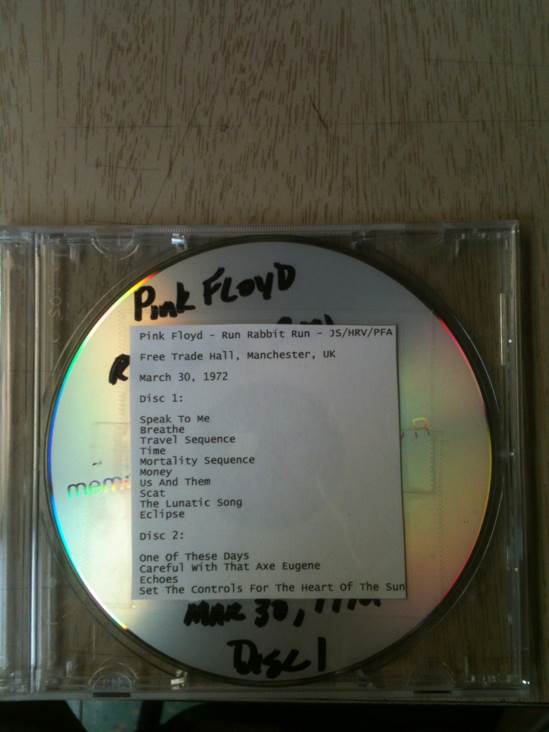 Pink FLOYD
R
Pink Floyd - Run Rabbit Run - JS/HRV/PFA
Free Trade Hall, Manchester, UK
March 30, 1972
Disc 1:
Speak To Me
Breathe
Travel Sequence
Time
Mortality Sequence
Money
Us And Them
Scat
The Lunatic Song
Eclipse
Disc 2:
One Of These Days
Careful With That Axe Eugene
Echoes
Set The Controls For The Heart Of The Sun
MAR 30,
Disc 1